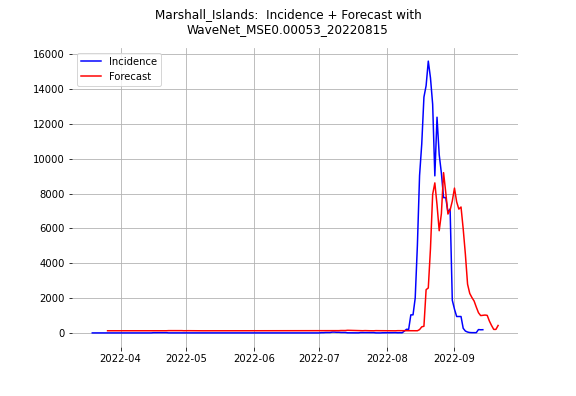 Marshall_Islands:  Incidence + Forecast with
WaveNet_MSE0.00053_20220815
Incidence
Forecast
16000
14000
12000
10000
8000
6000
4000
2000
0
2022-04 2022-05 2022-06 2022-07 2022-08 2022-09